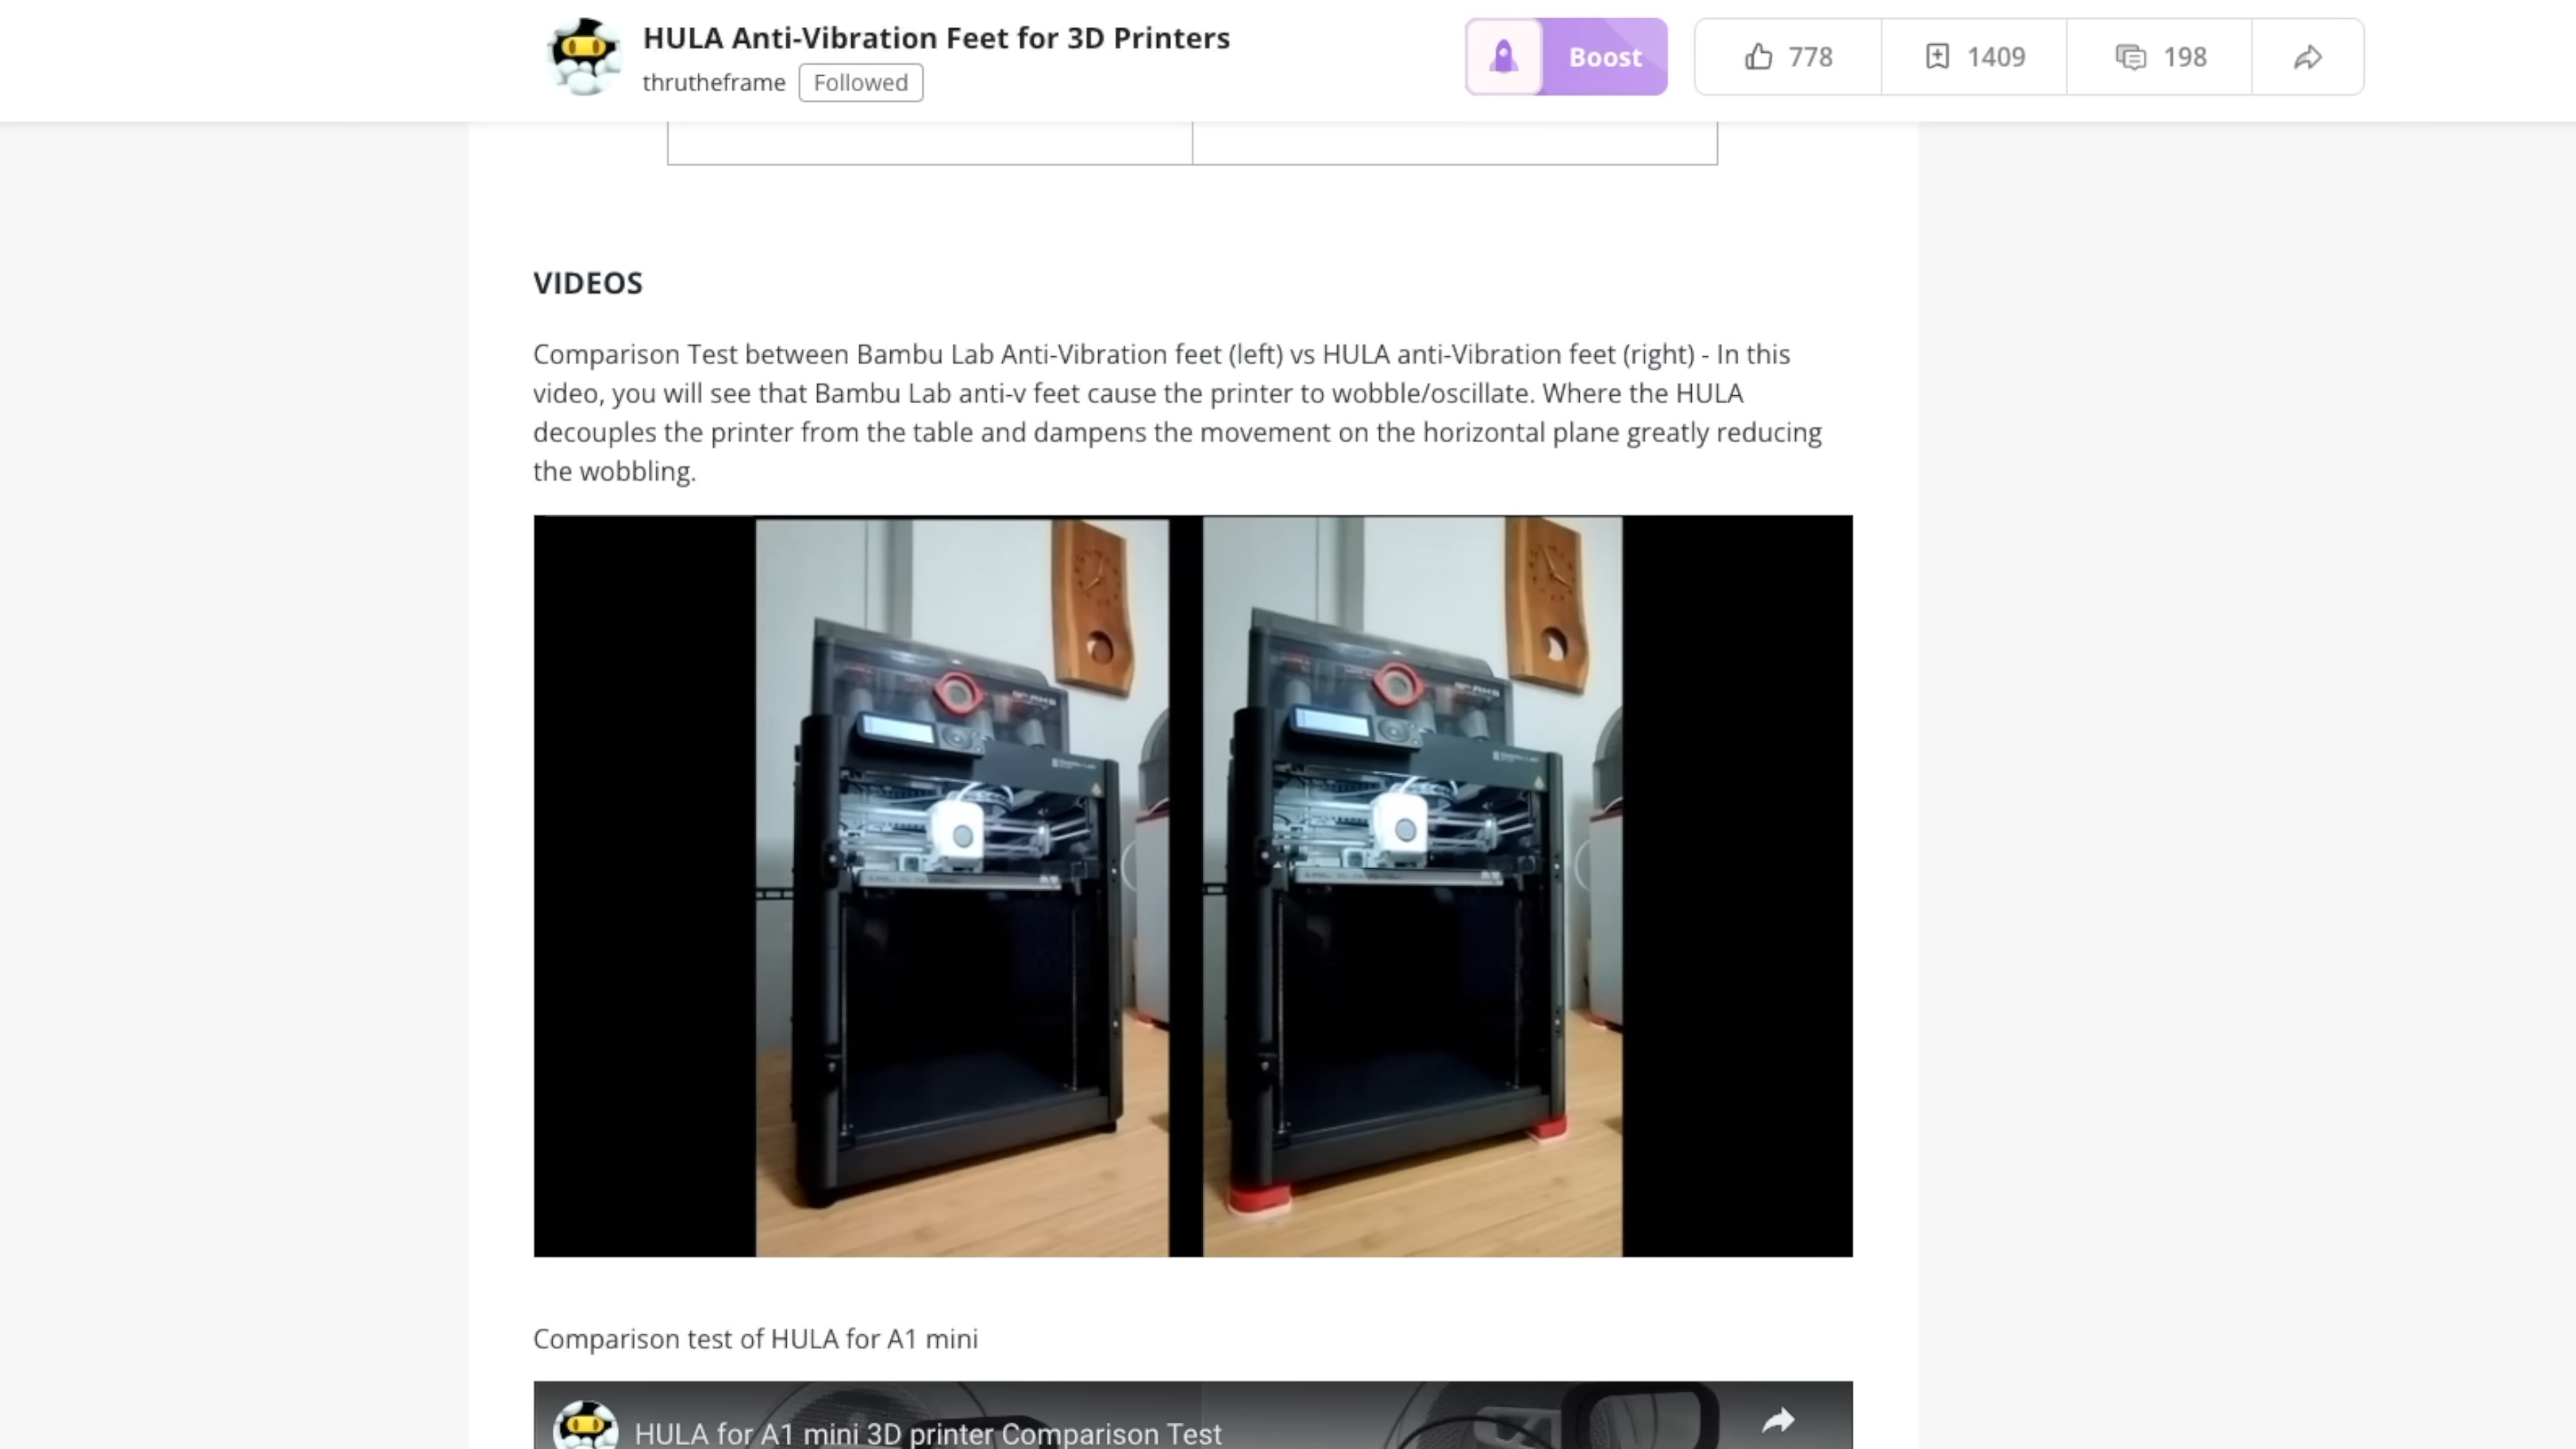 HULA Anti-Vibration Feet for 3D Printers
thrutheframe Followed
Boost
778
1409
198
VIDEOS
Comparison Test between Bambu Lab Anti-Vibration feet (left) vs HULA anti-Vibration feet (right) - In this
video, you will see that Bambu Lab anti-v feet cause the printer to wobble/oscillate. Where the HULA
decouples the printer from the table and dampens the movement on the horizontal plane greatly reducing
the wobbling.
Comparison test of HULA for A1 mini
HULA for A1 mini 3D printer Comparison Test